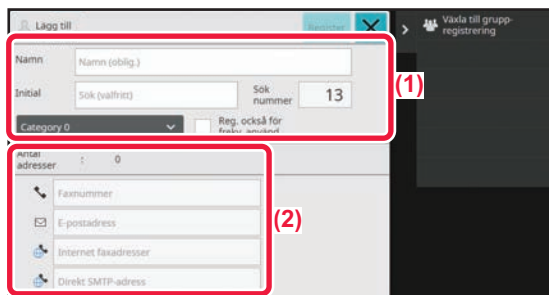 Lägg till
Register
Växla till grupp-
registrering
Namn
Namn (oblig.)
(1)
Initial
Sök (valfritt)
Sök
nummer
13
Category 0
Reg. också för
frekv. använd
Antal
adresser
:
0
Faxnummer
E-postadress
(2)
Internet faxadresser
Direkt SMTP-adress